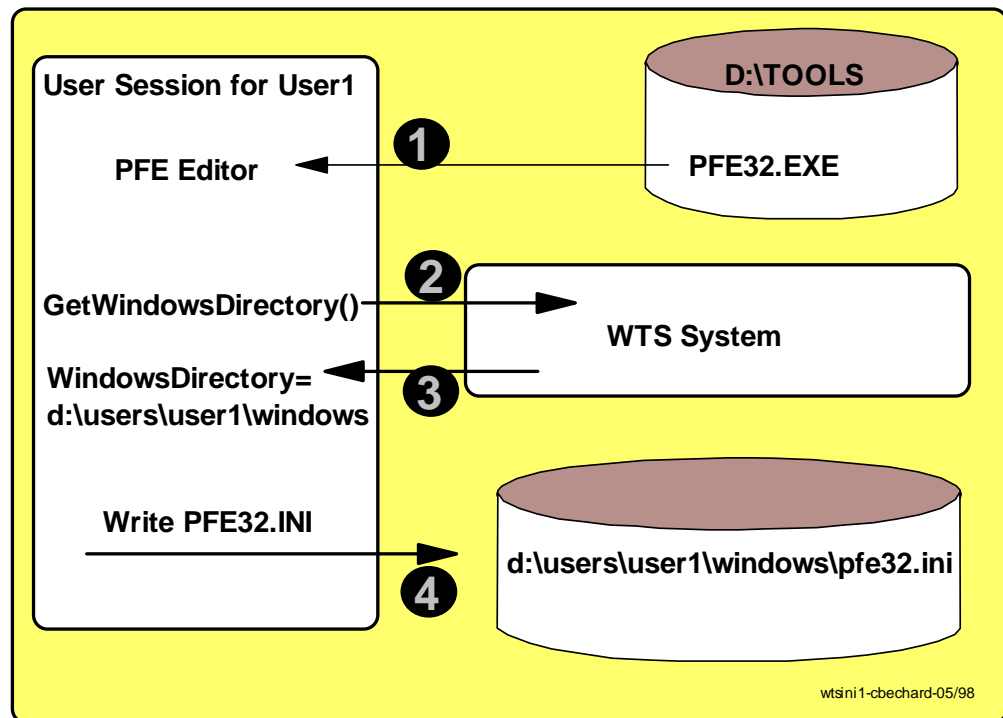 User Session for User1
D:\TOOLS
1
PFE Editor
PFE32.EXE
2
GetWindowsDirectory()
WTS System
WindowsDirectory=
d:\users\user1\windows
3
Write PFE32.INI
d:\users\user1\windows\pfe32.ini
4
wtsini1-cbechard-05/98